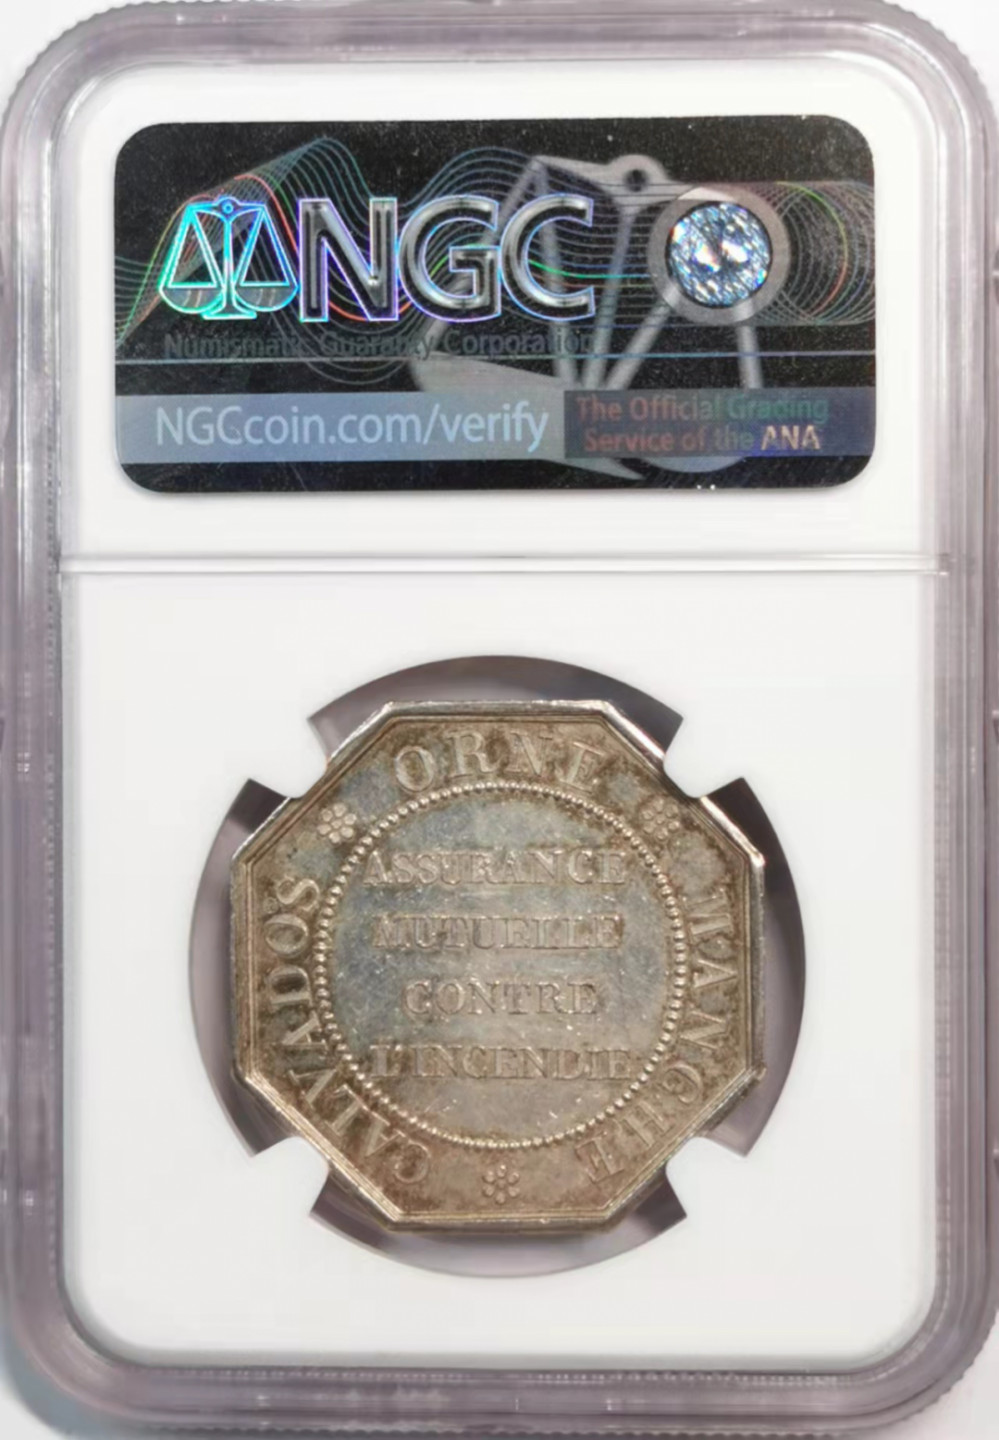 NGC
Numismatic Guaranty Corporation
NGCcoin.com/verify
The Official Grading
Service of the ANA
CALVADOS
ORNE
MANCHE
ASSURANCE
MUTUELLE
CONTRE
L'INCENDIE